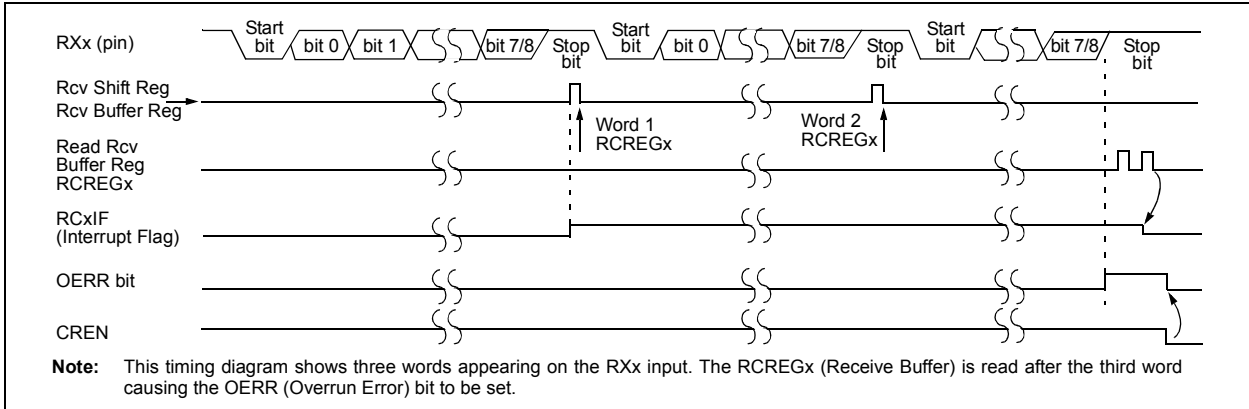 RXx (pin)
Start bit
bit 0
bit 1
bit 7/8
Stop bit
Start bit
bit 0
bit 7/8
Stop bit
Start bit
bit 7/8
Stop bit
Rcv Shift Reg
Rcv Buffer Reg
Word 1
RCREGx
Word 2
RCREGx
Read Rcv
Buffer Reg
RCREGx
RCxIF
(Interrupt Flag)
OERR bit
CREN
Note: This timing diagram shows three words appearing on the RXx input. The RCREGx (Receive Buffer) is read after the third word
causing the OERR (Overrun Error) bit to be set.